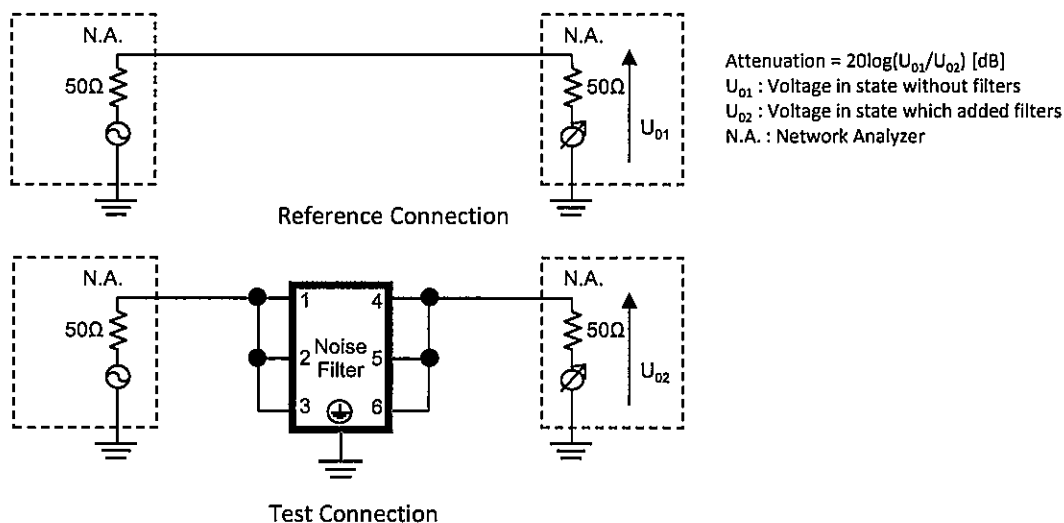 N.A.
N.A.
50Ω
50Ω
U01
Attenuation = 20log(U01/U02) [dB]
U01 : Voltage in state without filters
U02 : Voltage in state which added filters
N.A. : Network Analyzer
Reference Connection
N.A.
N.A.
50Ω
1
4
50Ω
2
Noise
Filter
5
U02
3
6
Test Connection